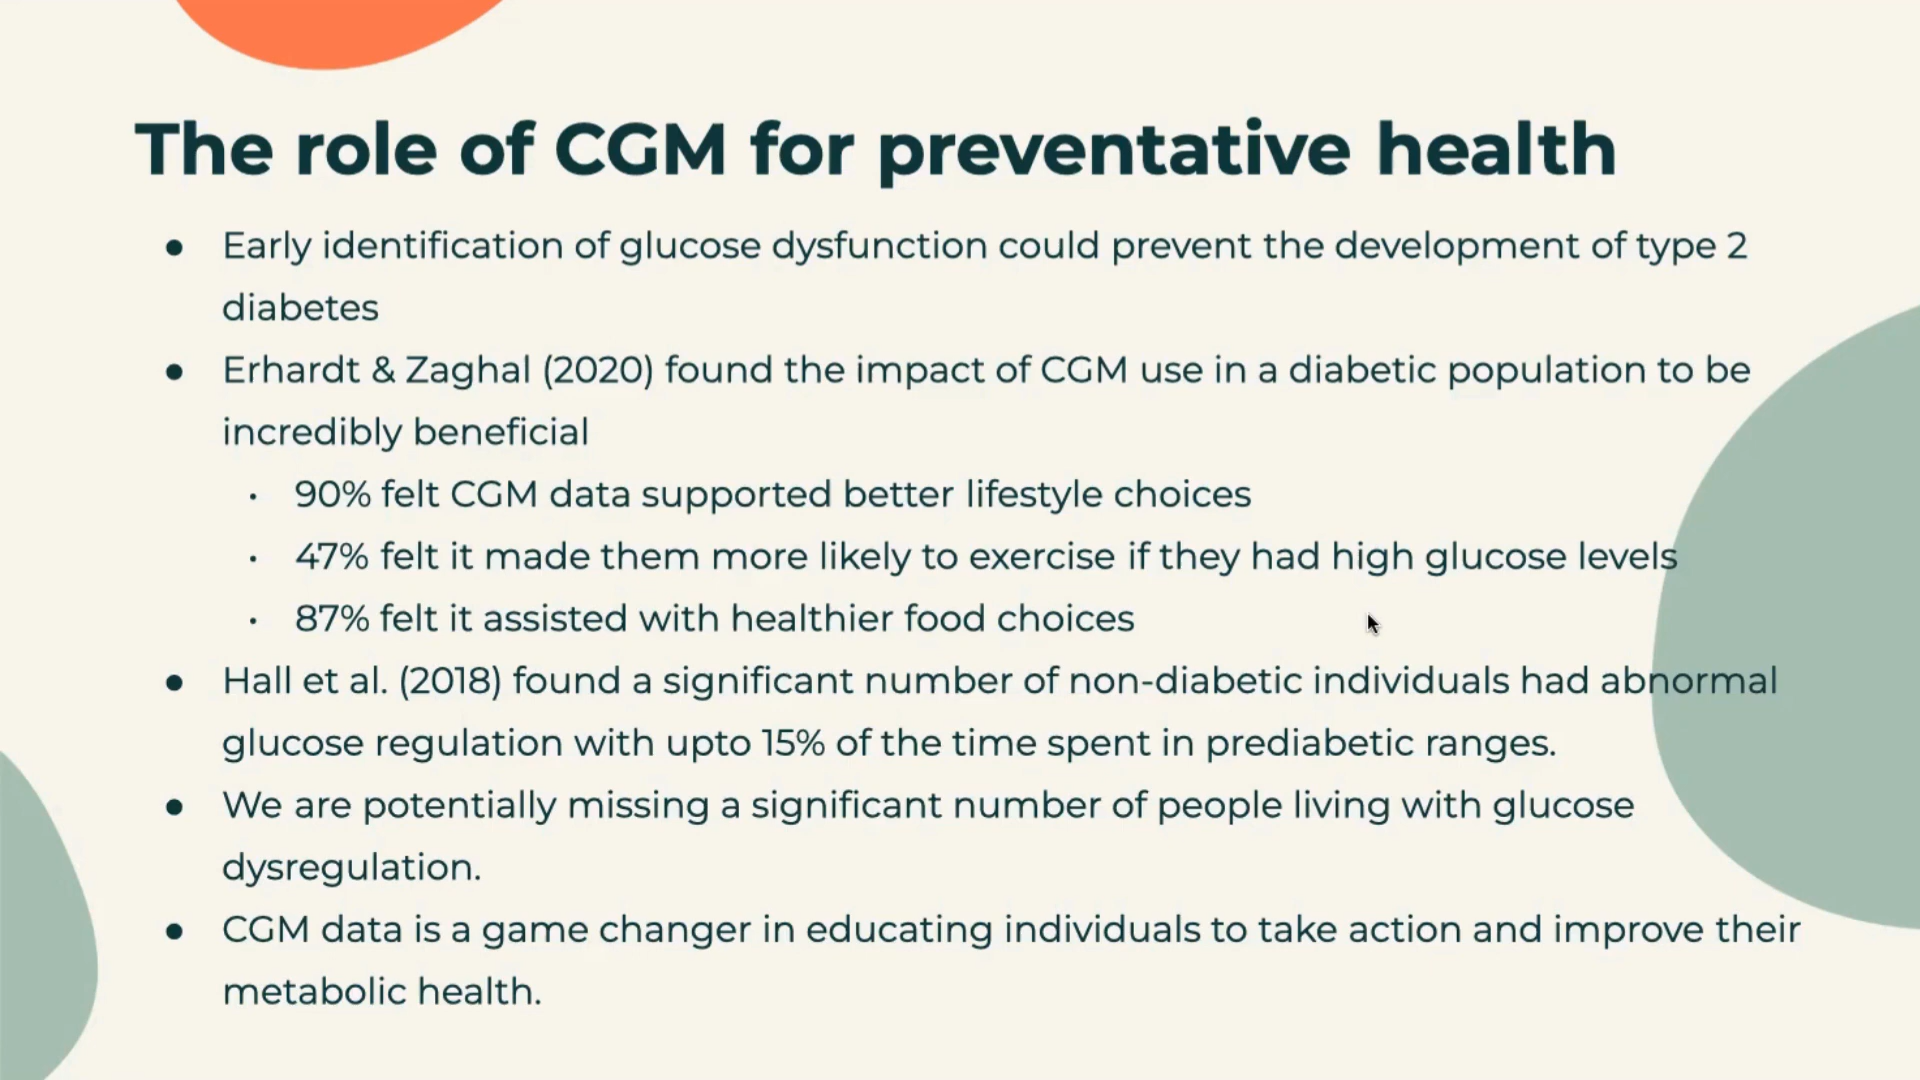 The role of CGM for preventative health
● Early identification of glucose dysfunction could prevent the development of type 2
diabetes
● Erhardt & Zaghal (2020) found the impact of CGM use in a diabetic population to be
incredibly beneficial
• 90% felt CGM data supported better lifestyle choices
• 47% felt it made them more likely to exercise if they had high glucose levels
• 87% felt it assisted with healthier food choices
● Hall et al. (2018) found a significant number of non-diabetic individuals had abnormal
glucose regulation with upto 15% of the time spent in prediabetic ranges.
● We are potentially missing a significant number of people living with glucose
dysregulation.
● CGM data is a game changer in educating individuals to take action and improve their
metabolic health.